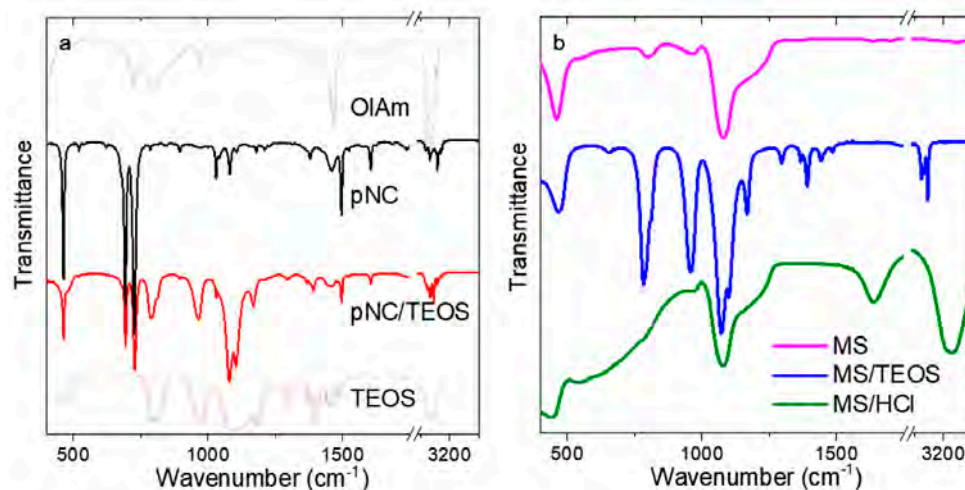 a
OlAm
pNC
pNC/TEOS
TEOS
Transmittance
500 1000 1500 3200
Wavenumber (cm⁻¹)
b
MS
MS/TEOS
MS/HCl
Transmittance
500 1000 1500 3200
Wavenumber (cm⁻¹)